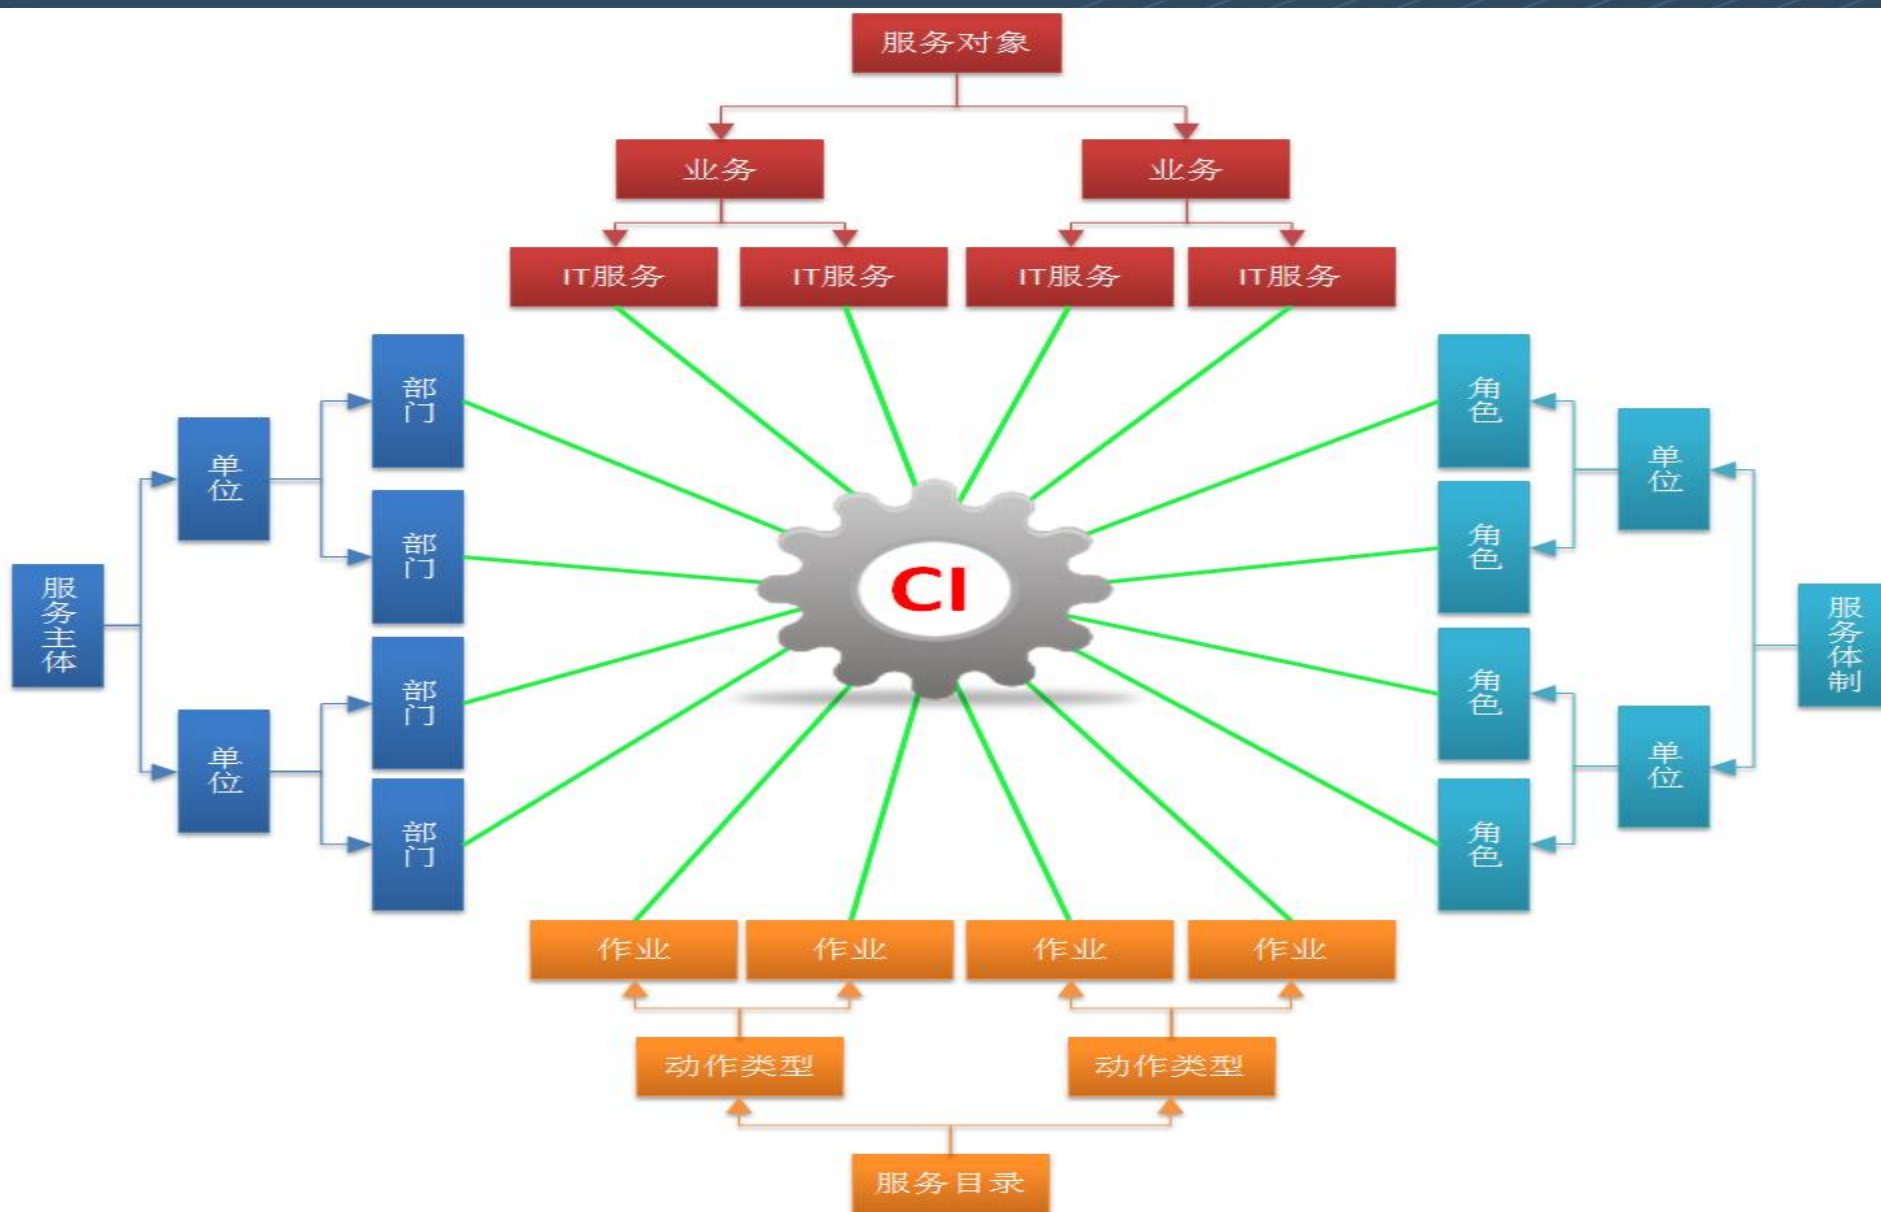 服务对象
业务
业务
IT服务
IT服务
IT服务
IT服务
服务主体
单位
单位
部门
部门
部门
部门
CI
角色
角色
角色
角色
单位
单位
服务体制
作业
作业
作业
作业
动作类型
动作类型
服务目录